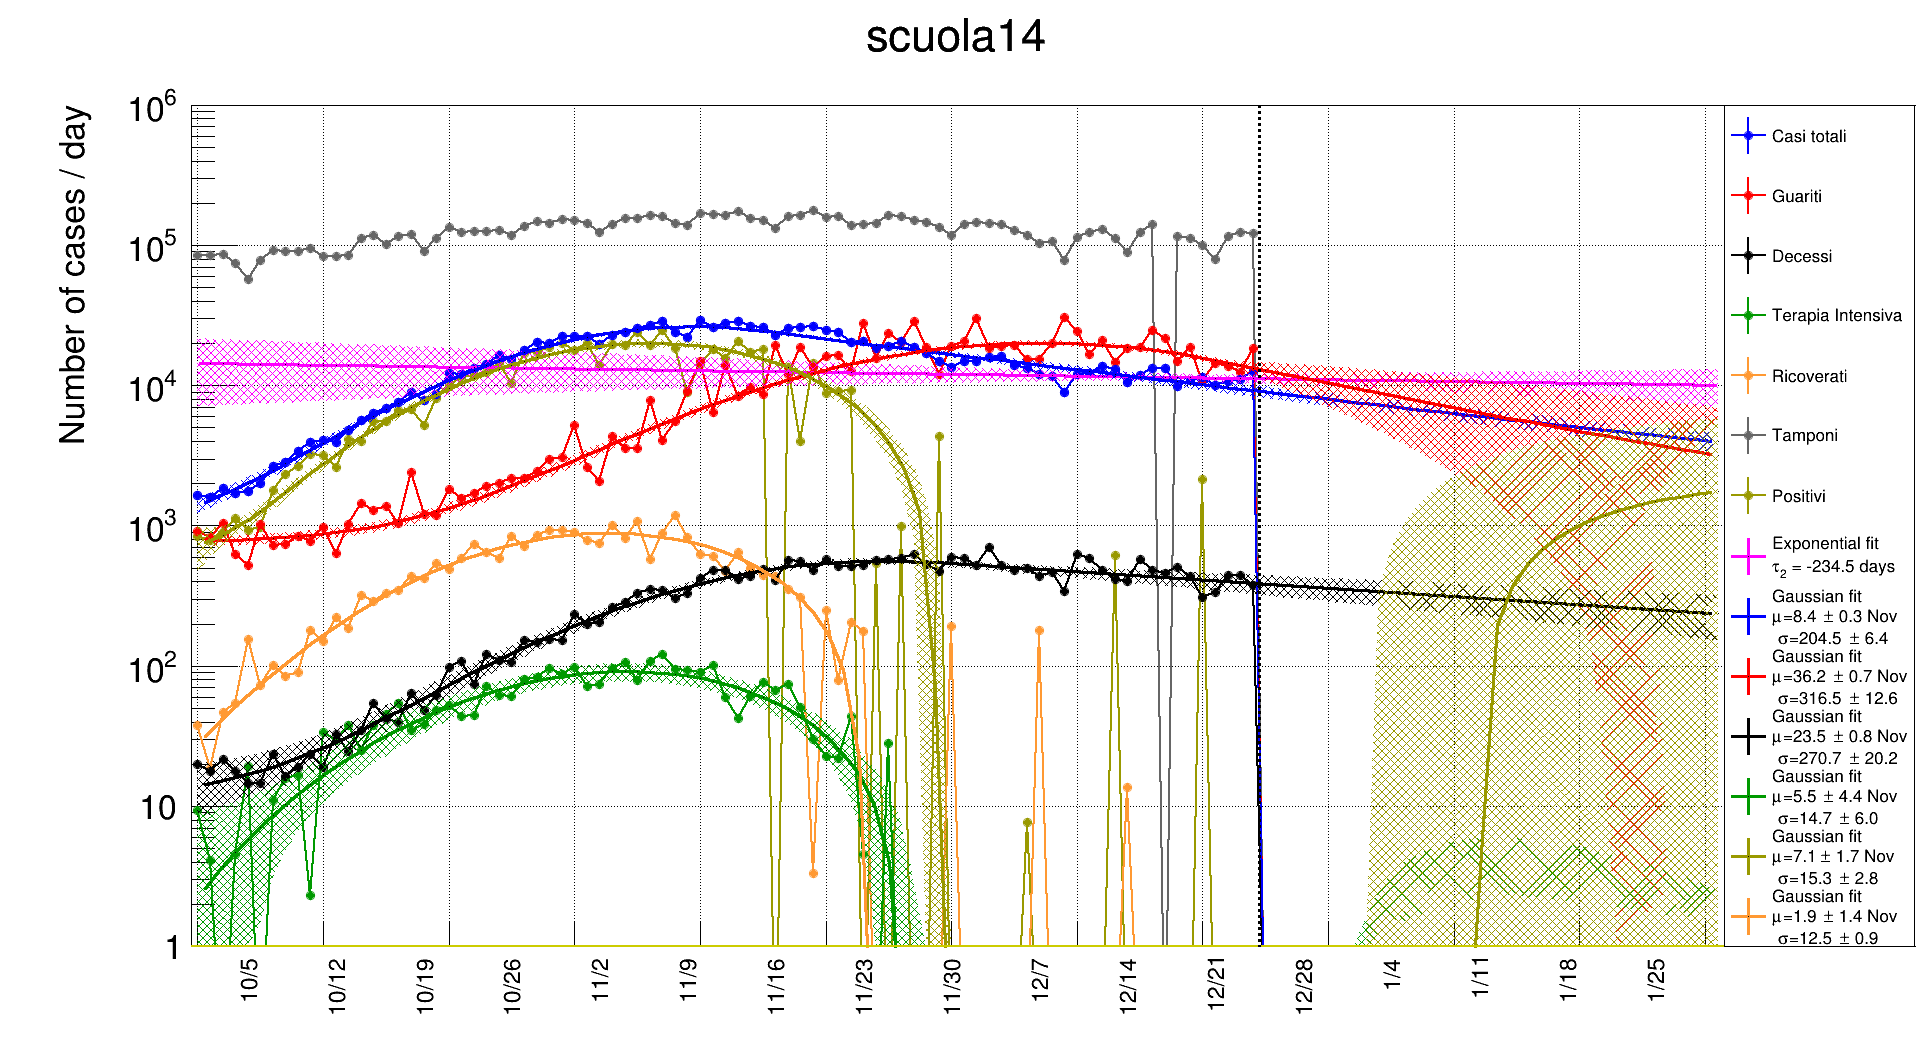 scuola14
Number of cases / day
10^6
10^5
10^4
10^3
10^2
10
1
10/5
10/12
10/19
10/26
11/2
11/9
11/16
11/23
11/30
12/7
12/14
12/21
12/28
1/4
1/11
1/18
1/25
Casi totali
Guariti
Decessi
Terapia Intensiva
Ricoverati
Tamponi
Positivi
Exponential fit
τ₂ = -234.5 days
Gaussian fit
μ=8.4 ± 0.3 Nov
σ=204.5 ± 6.4
Gaussian fit
μ=36.2 ± 0.7 Nov
σ=316.5 ± 12.6
Gaussian fit
μ=23.5 ± 0.8 Nov
σ=270.7 ± 20.2
Gaussian fit
μ=5.5 ± 4.4 Nov
σ=14.7 ± 6.0
Gaussian fit
μ=7.1 ± 1.7 Nov
σ=15.3 ± 2.8
Gaussian fit
μ=1.9 ± 1.4 Nov
σ=12.5 ± 0.9